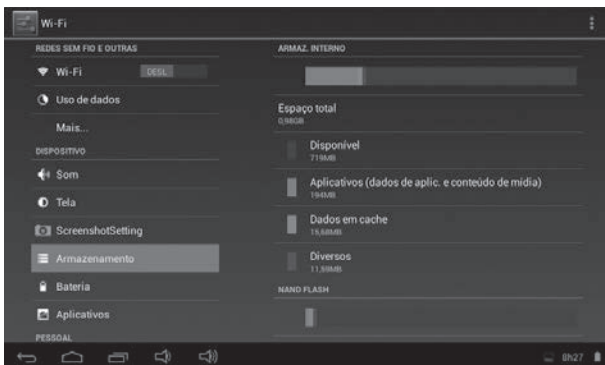 Wi-Fi
REDES SEM FIO E OUTRAS
Wi-Fi
DESL
Uso de dados
Mais...
DISPOSITIVO
Som
Tela
ScreenshotSetting
Armazenamento
Bateria
Aplicativos
PESSOAL
ARMAZ. INTERNO
Espaço total
0,98GB
Disponível
719MB
Aplicativos (dados de aplic. e conteúdo de mídia)
194MB
Dados em cache
15,68MB
Diversos
11,59MB
NAND FLASH
0h27